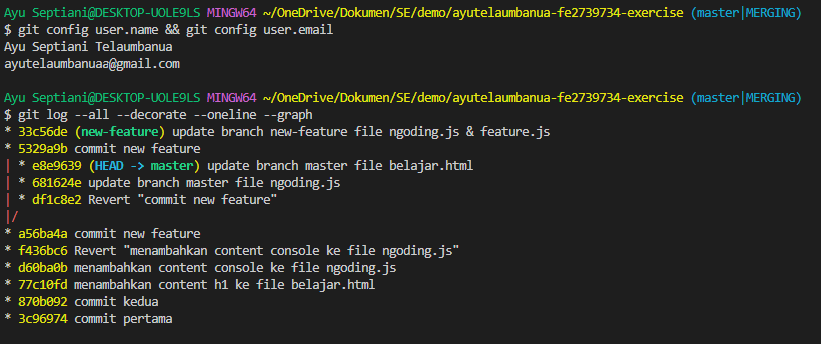 Ayu Septiani@DESKTOP-UOLE9LS MINGW64 ~/OneDrive/Dokumen/SE/demo/ayutelaumbanua-fe2739734-exercise (master|MERGING)
$ git config user.name && git config user.email
Ayu Septiani Telaumbanua
ayutelaumbanuaa@gmail.com

Ayu Septiani@DESKTOP-UOLE9LS MINGW64 ~/OneDrive/Dokumen/SE/demo/ayutelaumbanua-fe2739734-exercise (master|MERGING)
$ git log --all --decorate --oneline --graph
* 33c56de (new-feature) update branch new-feature file ngoding.js & feature.js
* 5329a9b commit new feature
| * e8e9639 (HEAD -> master) update branch master file belajar.html
| * 681624e update branch master file ngoding.js
| * df1c8e2 Revert "commit new feature"
|/
* a56ba4a commit new feature
* f436bc6 Revert "menambahkan content console ke file ngoding.js"
* d60ba0b menambahkan content console ke file ngoding.js
* 77c10fd menambahkan content h1 ke file belajar.html
* 870b092 commit kedua
* 3c96974 commit pertama